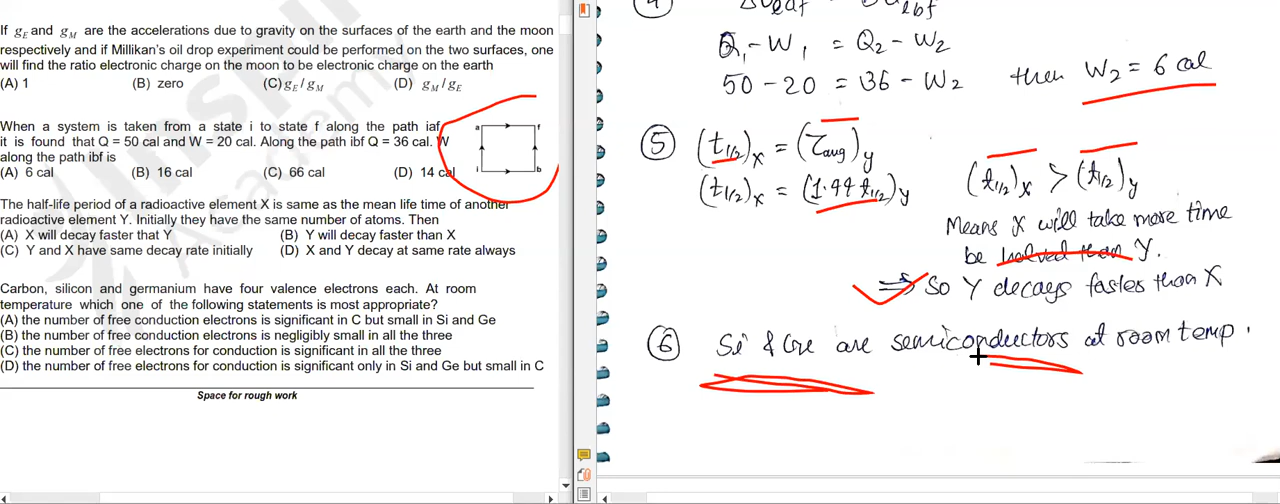 If gE and gM are the accelerations due to gravity on the surfaces of the earth and the moon
respectively and if Millikan's oil drop experiment could be performed on the two surfaces, one
will find the ratio electronic charge on the moon to be electronic charge on the earth
(A) 1 (B) zero (C) gE / gM (D) gM / gE
When a system is taken from a state i to state f along the path iaf
it is found that Q = 50 cal and W = 20 cal. Along the path ibf Q = 36 cal. W
along the path ibf is
(A) 6 cal (B) 16 cal (C) 66 cal (D) 14 cal
a f
i b
The half-life period of a radioactive element X is same as the mean life time of another
radioactive element Y. Initially they have the same number of atoms. Then
(A) X will decay faster that Y (B) Y will decay faster than X
(C) Y and X have same decay rate initially (D) X and Y decay at same rate always
Carbon, silicon and germanium have four valence electrons each. At room
temperature which one of the following statements is most appropriate?
(A) the number of free conduction electrons is significant in C but small in Si and Ge
(B) the number of free conduction electrons is negligibly small in all the three
(C) the number of free electrons for conduction is significant in all the three
(D) the number of free electrons for conduction is significant only in Si and Ge but small in C
Space for rough work
Q1 - W1 = Q2 - W2
50 - 20 = 36 - W2 then W2 = 6 cal
(5) (t1/2)X = (τavg)y
(t1/2)X = (1.44 t1/2)y (t1/2)X > (t1/2)y
Means X will take more time
be halved than Y.
⇒ So Y decays faster than X
(6) Si & Ge are semiconductors at room temp.